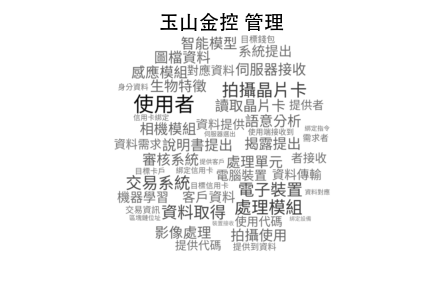 玉山金控 管理
智能模型 目標錢包
圖檔資料 系統提出
感應模組 對應資料 伺服器接收
身分資料 生物特徵 拍攝晶片卡
使用者 讀取晶片卡 提供者
信用卡綁定 資料提供 語意分析 綁定指令
相機模組 伺服器選出 使用端接收到 需求者
資料需求 說明書提出 揭露提出
審核系統 提供客戶 處理單元 者接收
目標卡戶 綁定信用卡 電腦裝置 資料傳輸
交易系統 目標信用卡 電子裝置 資料對應
機器學習 客戶資料
交易資訊 資料取得 處理模組
區塊鏈位址 裝置接收 使用代碼 綁定設備
影像處理 拍攝使用
提供代碼 提供到資料